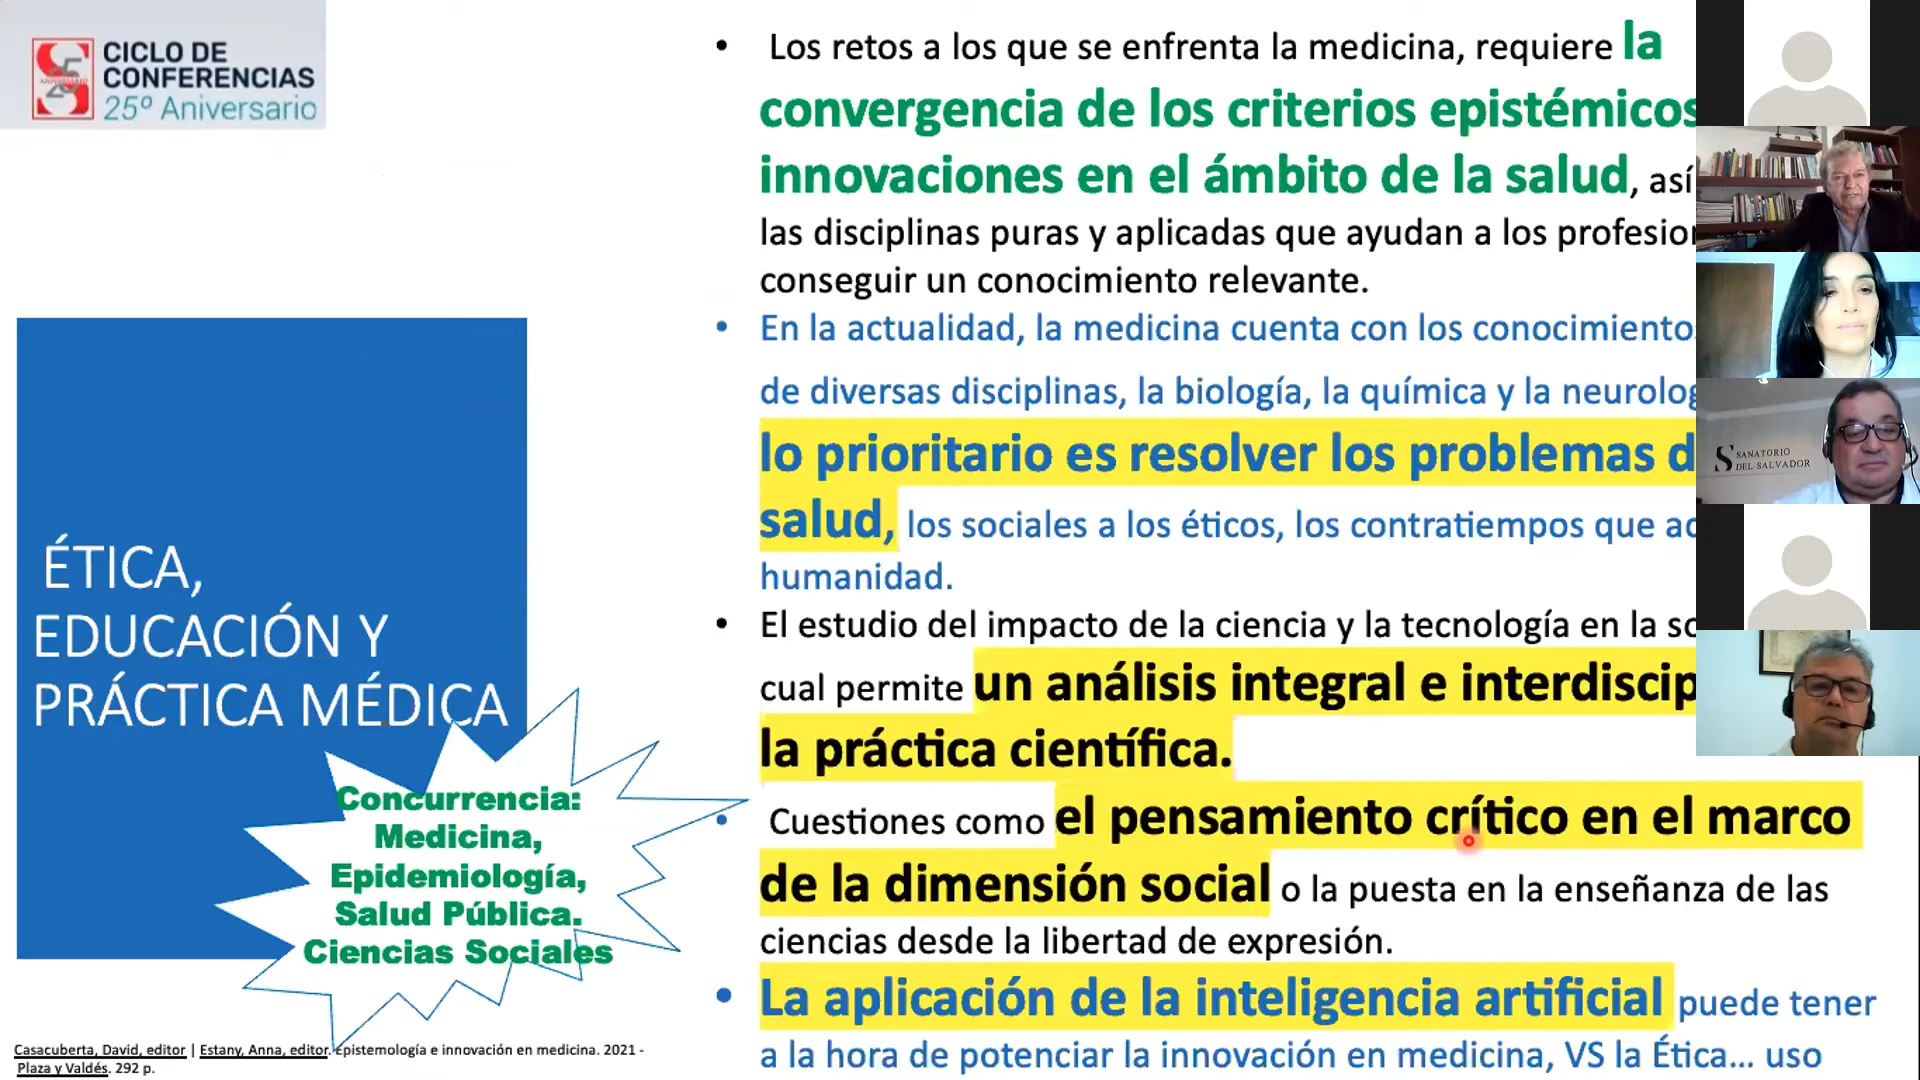 CICLO DE
CONFERENCIAS
25º Aniversario
ÉTICA,
EDUCACIÓN Y
PRÁCTICA MÉDICA
Concurrencia:
Medicina,
Epidemiología,
Salud Pública.
Ciencias Sociales
Casacuberta, David, editor | Estany, Anna, editor. Epistemología e innovación en medicina. 2021 -
Plaza y Valdés. 292 p.
• Los retos a los que se enfrenta la medicina, requiere la
convergencia de los criterios epistémicos
innovaciones en el ámbito de la salud, así
las disciplinas puras y aplicadas que ayudan a los
conseguir un conocimiento relevante.
• En la actualidad, la medicina cuenta con los
de diversas disciplinas, la biología, la química y la
lo prioritario es resolver los problemas
salud, los sociales a los éticos, los contratiempos que
humanidad.
• El estudio del impacto de la ciencia y la tecnología en la
cual permite un análisis integral e
la práctica científica.
• Cuestiones como el pensamiento crítico en el marco
de la dimensión social o la puesta en la enseñanza de las
ciencias desde la libertad de expresión.
• La aplicación de la inteligencia artificial puede tener
a la hora de potenciar la innovación en medicina, VS la Ética... uso
SANATORIO
DEL SALVADOR